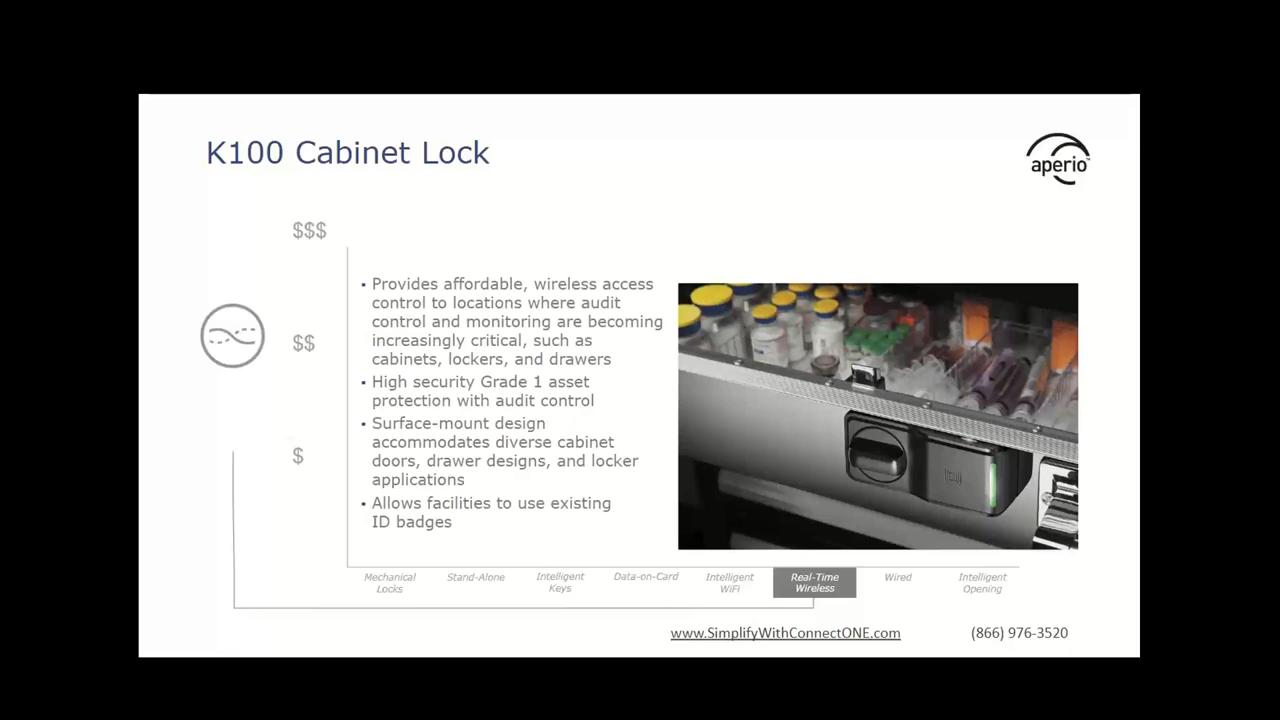 K100 Cabinet Lock
aperio™
$$$
$$
$
▪ Provides affordable, wireless access
control to locations where audit
control and monitoring are becoming
increasingly critical, such as
cabinets, lockers, and drawers
▪ High security Grade 1 asset
protection with audit control
▪ Surface-mount design
accommodates diverse cabinet
doors, drawer designs, and locker
applications
▪ Allows facilities to use existing
ID badges
Mechanical
Locks
Stand-Alone
Intelligent
Keys
Data-on-Card
Intelligent
WiFi
Real-Time
Wireless
Wired
Intelligent
Opening
www.SimplifyWithConnectONE.com
(866) 976-3520